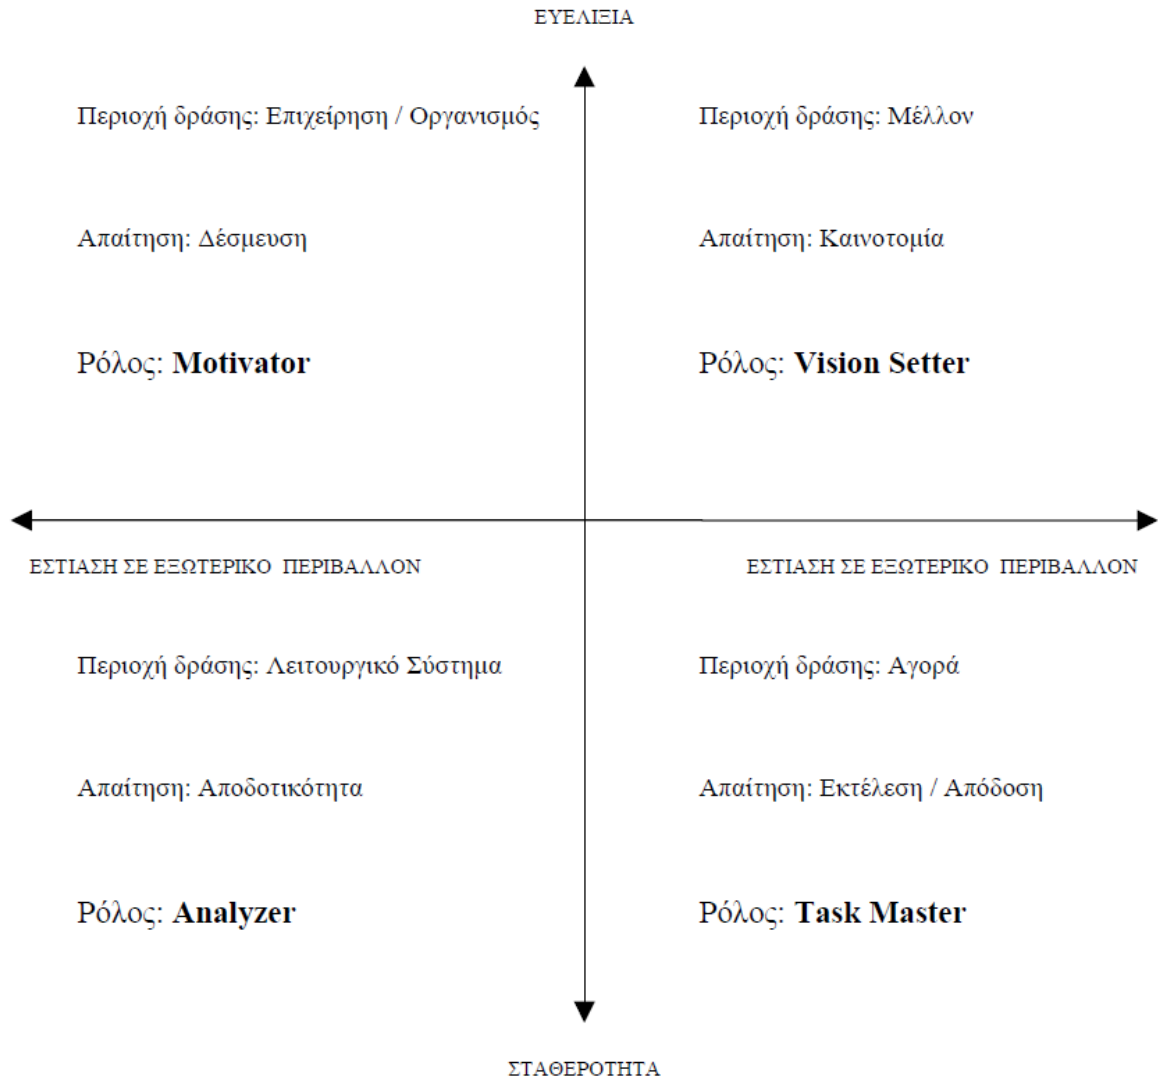 ΕΥΕΛΙΞΙΑ
Περιοχή δράσης: Επιχείρηση / Οργανισμός
Περιοχή δράσης: Μέλλον
Απαίτηση: Δέσμευση
Απαίτηση: Καινοτομία
Ρόλος: Motivator
Ρόλος: Vision Setter
ΕΣΤΙΑΣΗ ΣΕ ΕΞΩΤΕΡΙΚΟ ΠΕΡΙΒΑΛΛΟΝ
ΕΣΤΙΑΣΗ ΣΕ ΕΞΩΤΕΡΙΚΟ ΠΕΡΙΒΑΛΛΟΝ
Περιοχή δράσης: Λειτουργικό Σύστημα
Περιοχή δράσης: Αγορά
Απαίτηση: Αποδοτικότητα
Απαίτηση: Εκτέλεση / Απόδοση
Ρόλος: Analyzer
Ρόλος: Task Master
ΣΤΑΘΕΡΟΤΗΤΑ